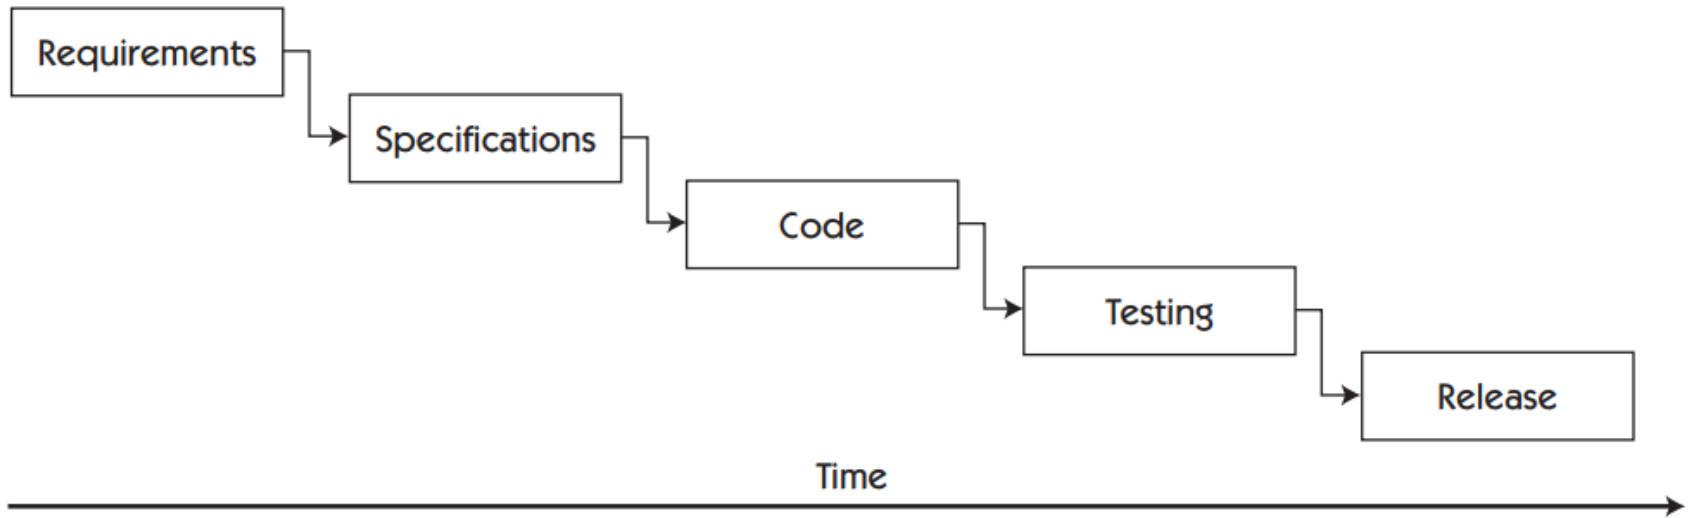 Requirements
Specifications
Code
Testing
Release
Time